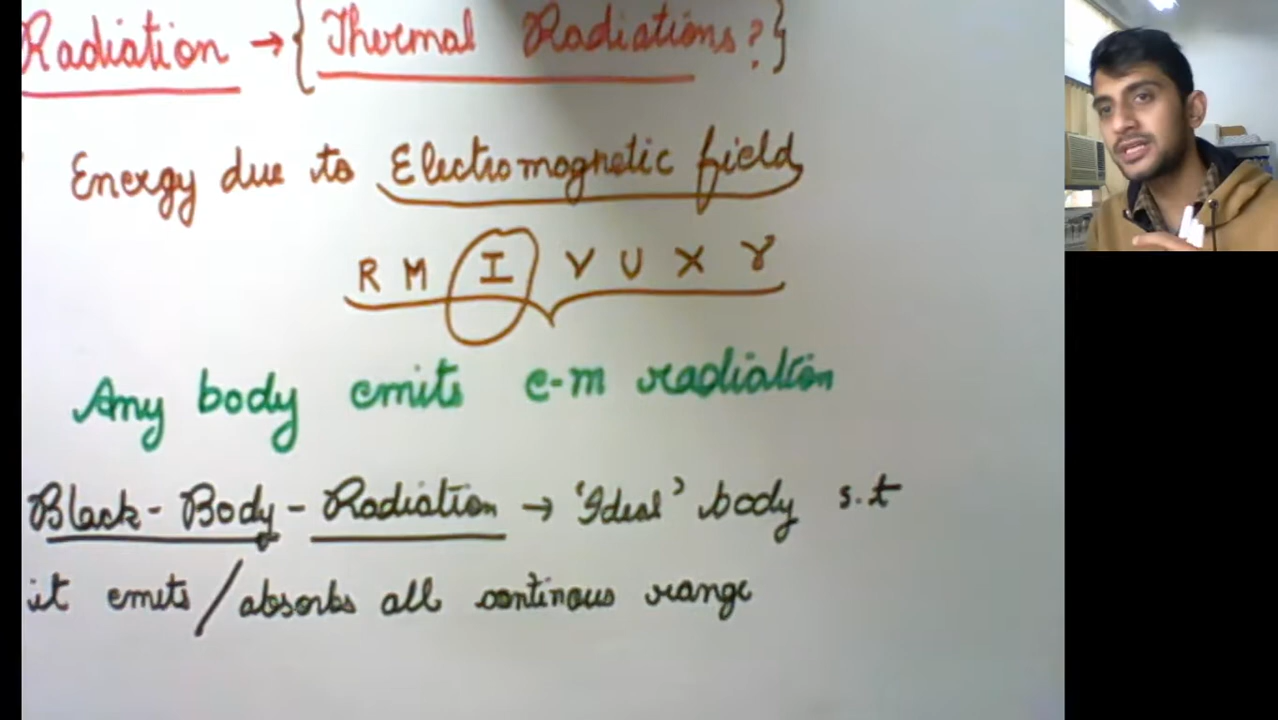 Radiation → { Thermal Radiations? }
Energy due to Electromagnetic field
R M I V U X γ
Any body emits e-m radiation
Black-Body-Radiation → 'Ideal' body s.t
it emits/absorbs all continous range